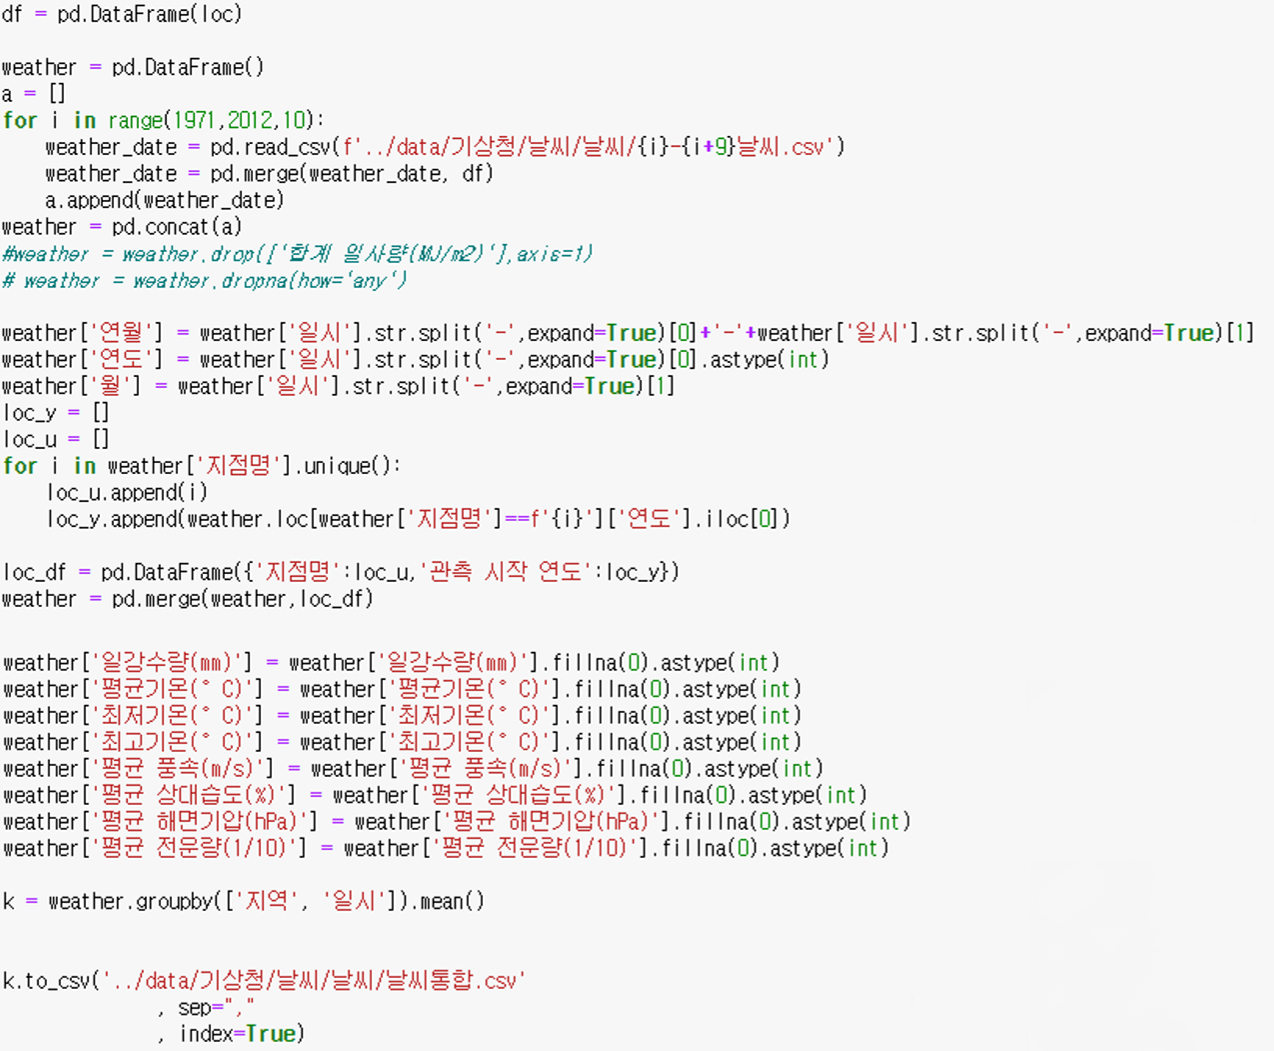 df = pd.DataFrame(loc)
weather = pd.DataFrame()
a = []
for i in range(1971,2012,10):
    weather_date = pd.read_csv(f'../data/기상청/날씨/날씨/{i}-{i+9}날씨.csv')
    weather_date = pd.merge(weather_date, df)
    a.append(weather_date)
weather = pd.concat(a)
#weather = weather.drop(['합계 일사량(MJ/m2)'],axis=1)
# weather = weather.dropna(how='any')
weather['연월'] = weather['일시'].str.split('-',expand=True)[0]+'-'+weather['일시'].str.split('-',expand=True)[1]
weather['연도'] = weather['일시'].str.split('-',expand=True)[0].astype(int)
weather['월'] = weather['일시'].str.split('-',expand=True)[1]
loc_y = []
loc_u = []
for i in weather['지점명'].unique():
    loc_u.append(i)
    loc_y.append(weather.loc[weather['지점명']==f'{i}']['연도'].iloc[0])
loc_df = pd.DataFrame({'지점명':loc_u,'관측 시작 연도':loc_y})
weather = pd.merge(weather,loc_df)
weather['일강수량(mm)'] = weather['일강수량(mm)'].fillna(0).astype(int)
weather['평균기온(° C)'] = weather['평균기온(° C)'].fillna(0).astype(int)
weather['최저기온(° C)'] = weather['최저기온(° C)'].fillna(0).astype(int)
weather['최고기온(° C)'] = weather['최고기온(° C)'].fillna(0).astype(int)
weather['평균 풍속(m/s)'] = weather['평균 풍속(m/s)'].fillna(0).astype(int)
weather['평균 상대습도(%)'] = weather['평균 상대습도(%)'].fillna(0).astype(int)
weather['평균 해면기압(hPa)'] = weather['평균 해면기압(hPa)'].fillna(0).astype(int)
weather['평균 전운량(1/10)'] = weather['평균 전운량(1/10)'].fillna(0).astype(int)
k = weather.groupby(['지역', '일시']).mean()
k.to_csv('../data/기상청/날씨/날씨/날씨통합.csv'
              , sep=","
              , index=True)